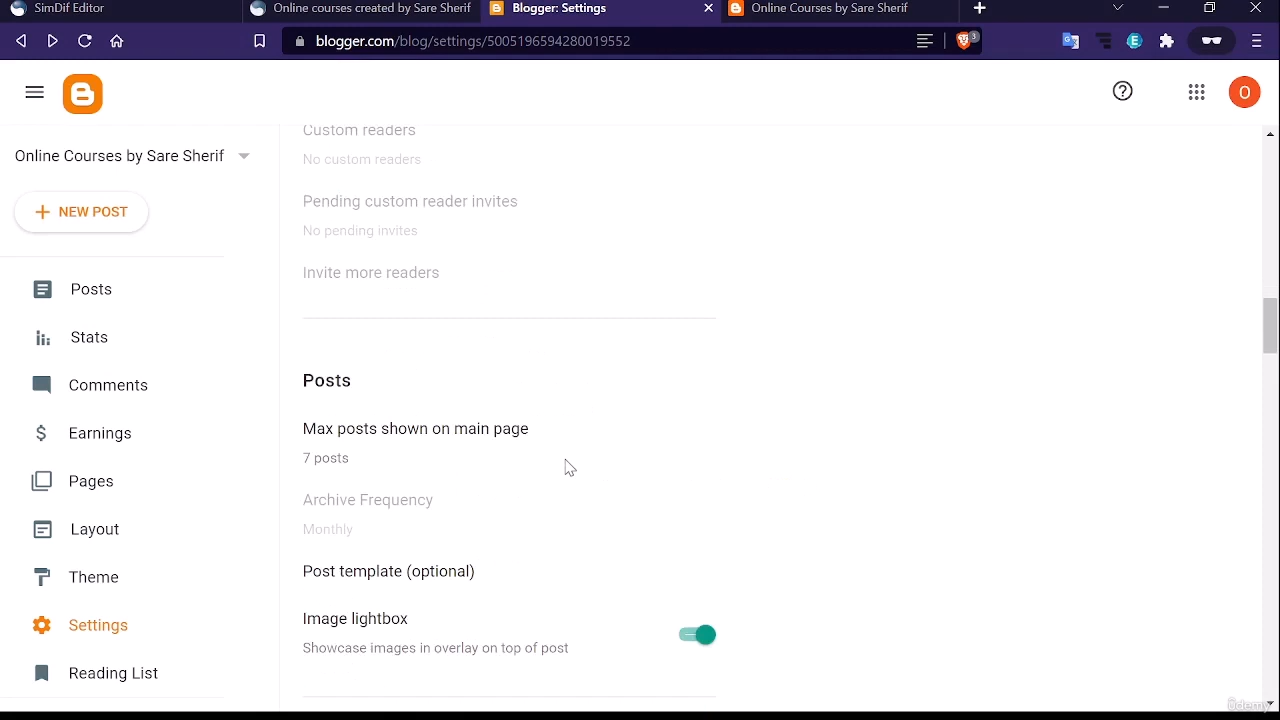 SimDif Editor
Online courses created by Sare Sherif
Blogger: Settings
Online Courses by Sare Sherif
blogger.com/blog/settings/5005196594280019552
3
E
O
Online Courses by Sare Sherif
NEW POST
Posts
Stats
Comments
Earnings
Pages
Layout
Theme
Settings
Reading List
Custom readers
No custom readers
Pending custom reader invites
No pending invites
Invite more readers
Posts
Max posts shown on main page
7 posts
Archive Frequency
Monthly
Post template (optional)
Image lightbox
Showcase images in overlay on top of post
ûdemy